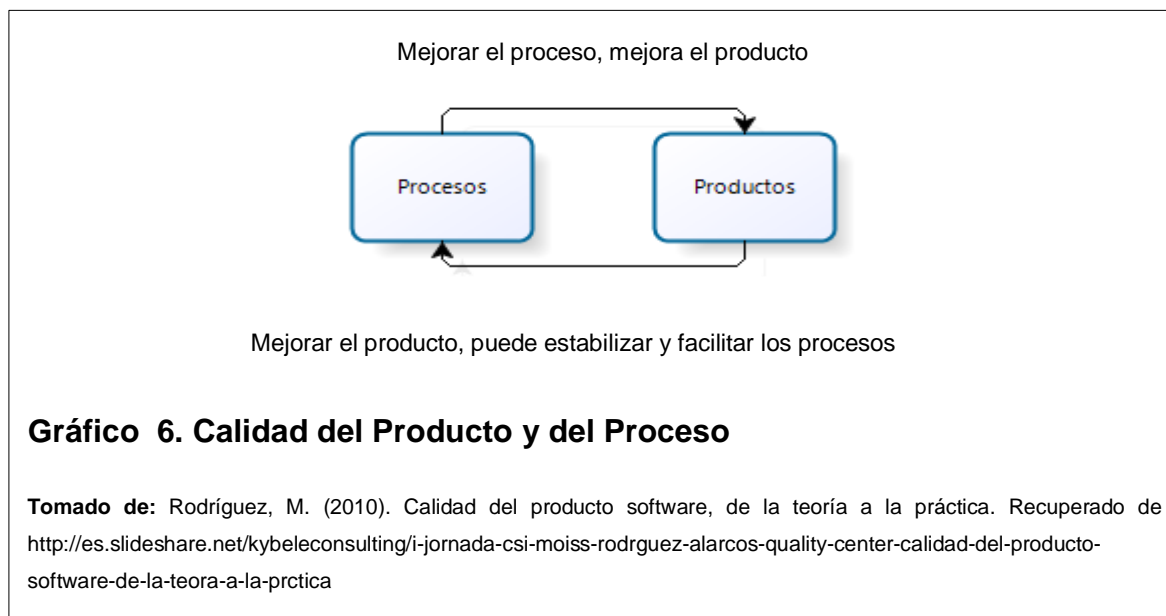 Mejorar el proceso, mejora el producto
Procesos
Productos
Mejorar el producto, puede estabilizar y facilitar los procesos
Gráfico  6. Calidad del Producto y del Proceso
Tomado de: Rodríguez, M. (2010). Calidad del producto software, de la teoría a la práctica. Recuperado de
http://es.slideshare.net/kybeleconsulting/i-jornada-csi-moiss-rodrguez-alarcos-quality-center-calidad-del-producto-
software-de-la-teora-a-la-prctica